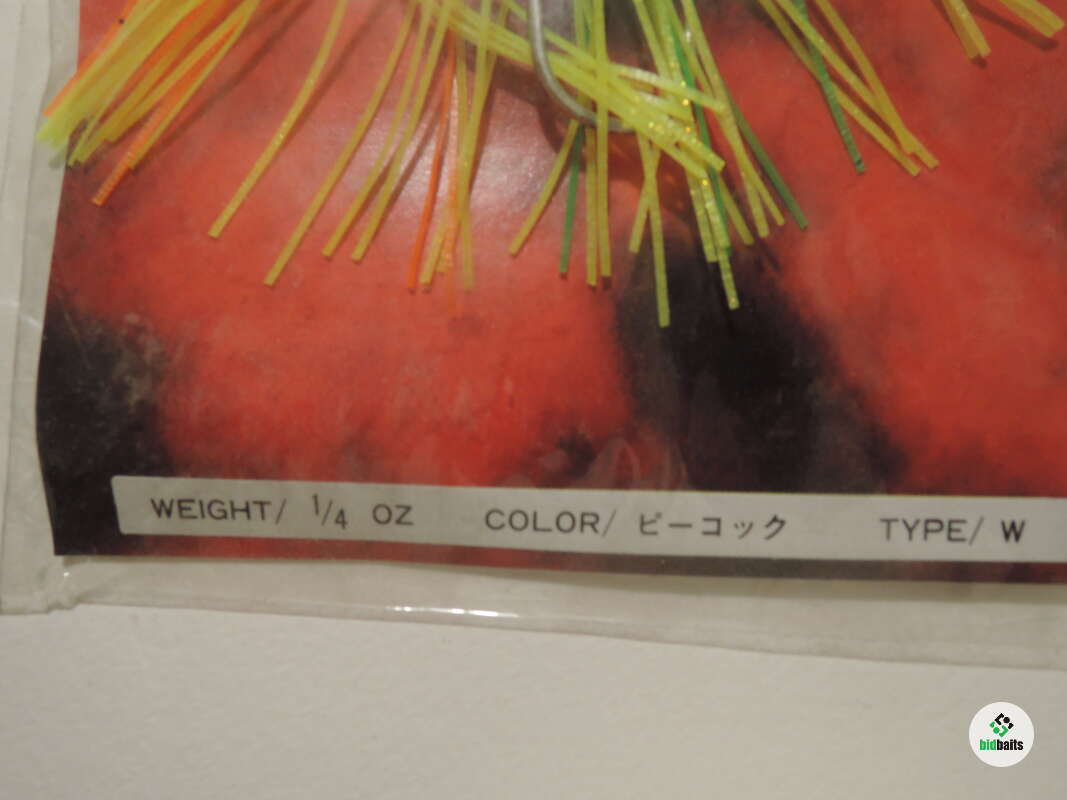 WEIGHT/ 1/4 OZ COLOR/ ピーコック TYPE/ W
bidbaits